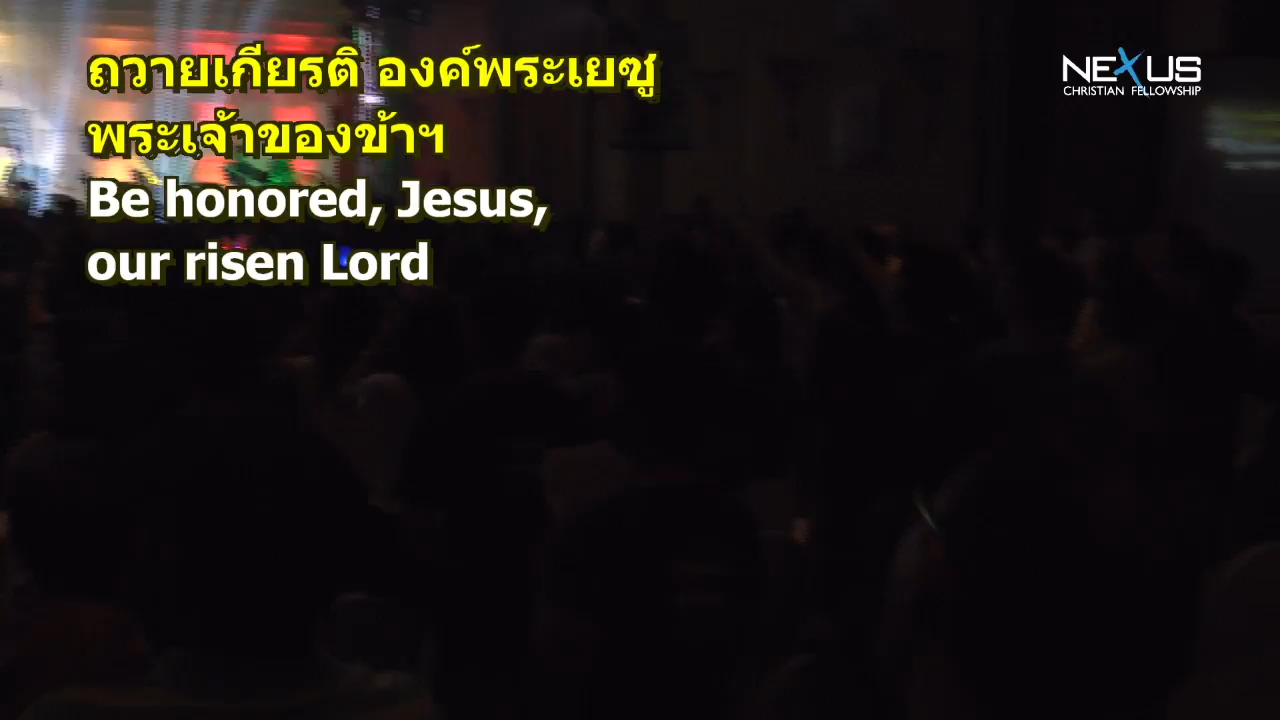 ถวายเกียรติ องค์พระเยซู
พระเจ้าของข้าฯ
Be honored, Jesus,
our risen Lord
NEXUS
CHRISTIAN FELLOWSHIP